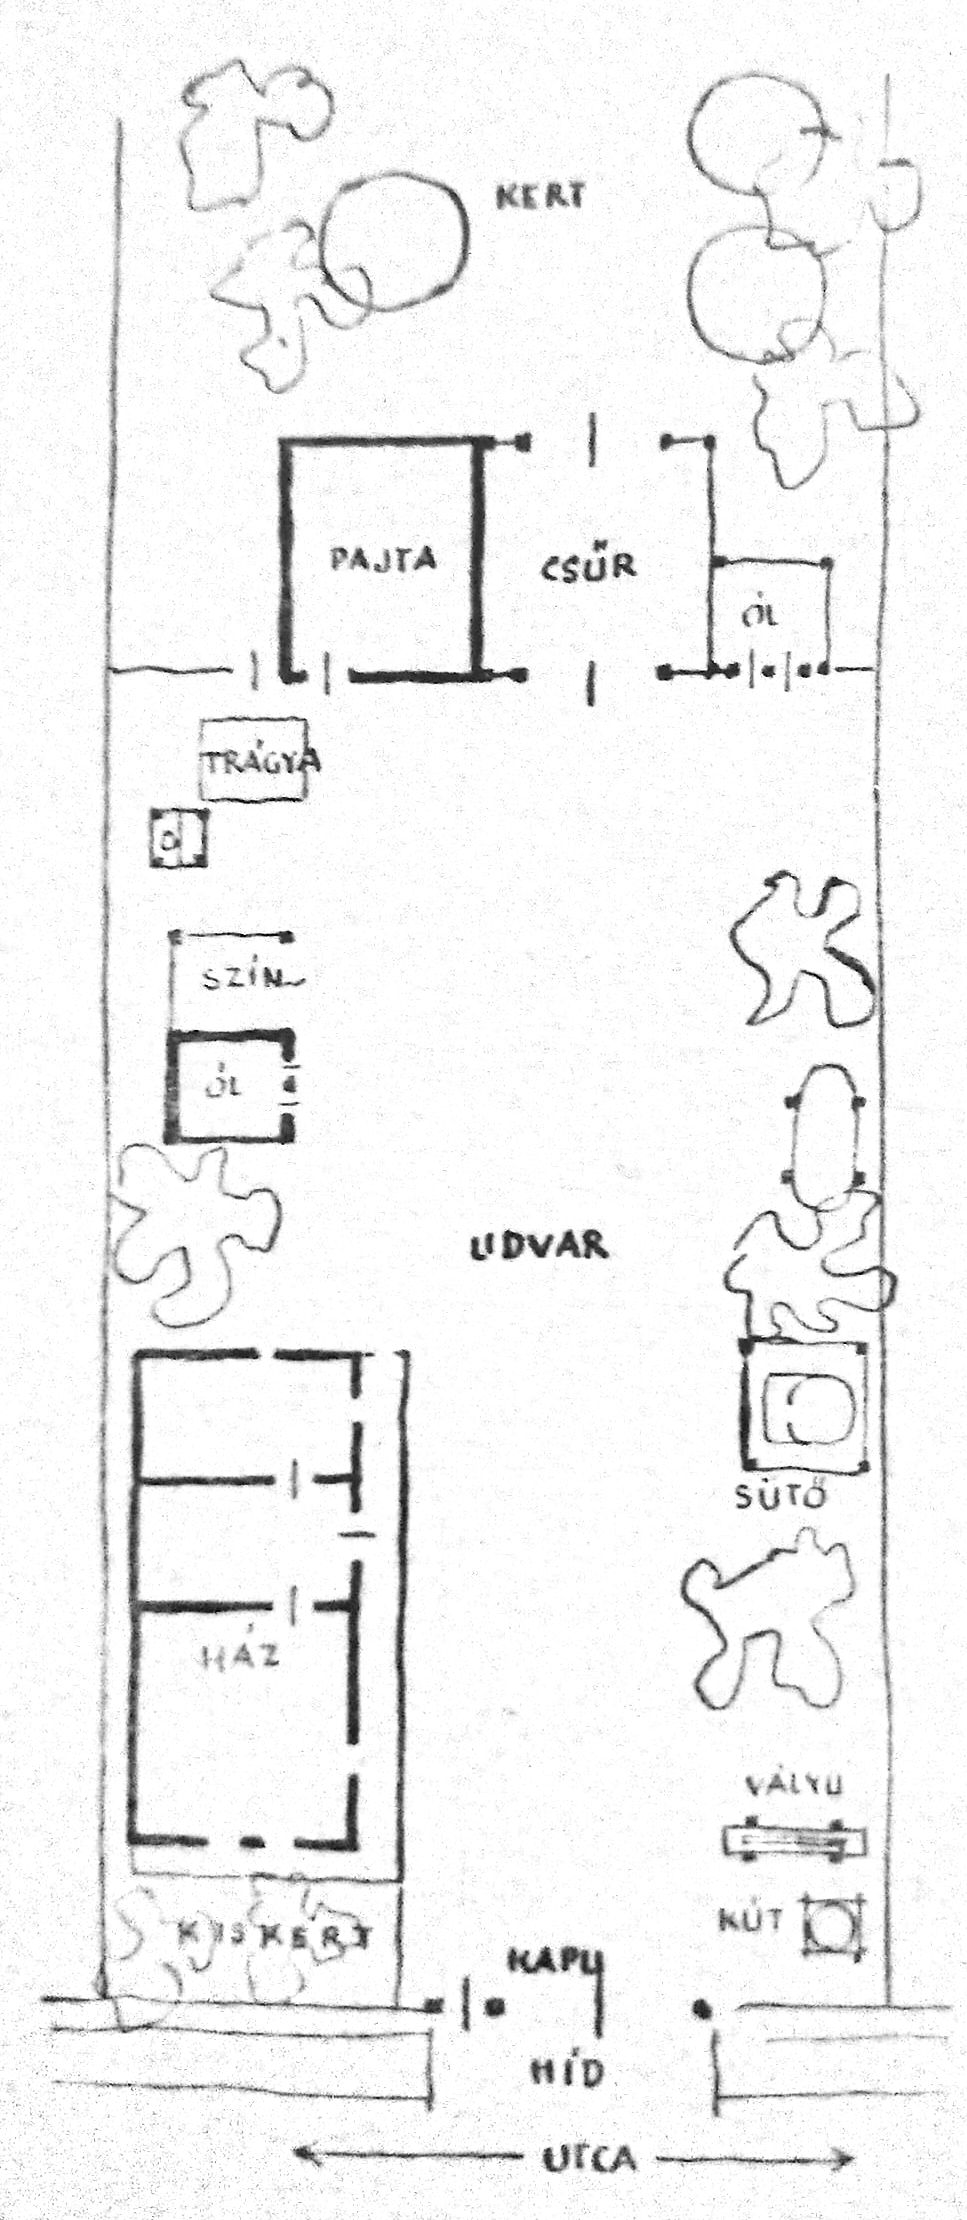 KERT
PAJTA
CSŰR
ÓL
TRÁGYA
SZÍN
ÓL
UDVAR
SÜTŐ
HÁZ
VÁLYU
KÚT
KISKERT
KAPU
HÍD
UTCA